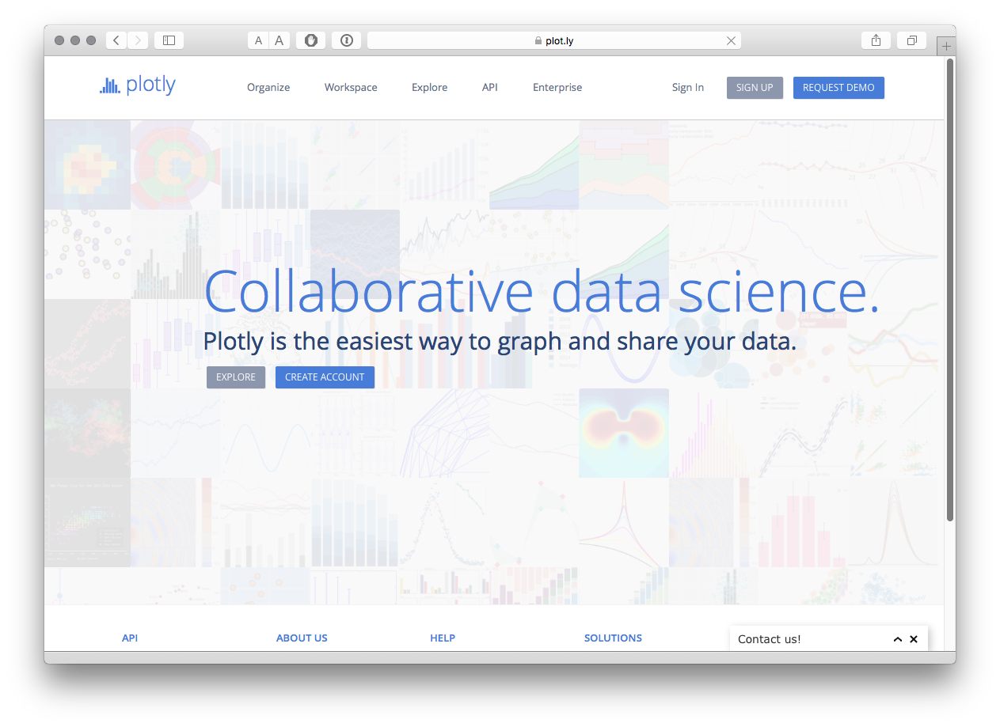 A A plot.ly
plotly Organize Workspace Explore API Enterprise Sign In SIGN UP REQUEST DEMO
Collaborative data science.
Plotly is the easiest way to graph and share your data.
EXPLORE CREATE ACCOUNT
API ABOUT US HELP SOLUTIONS Contact us!